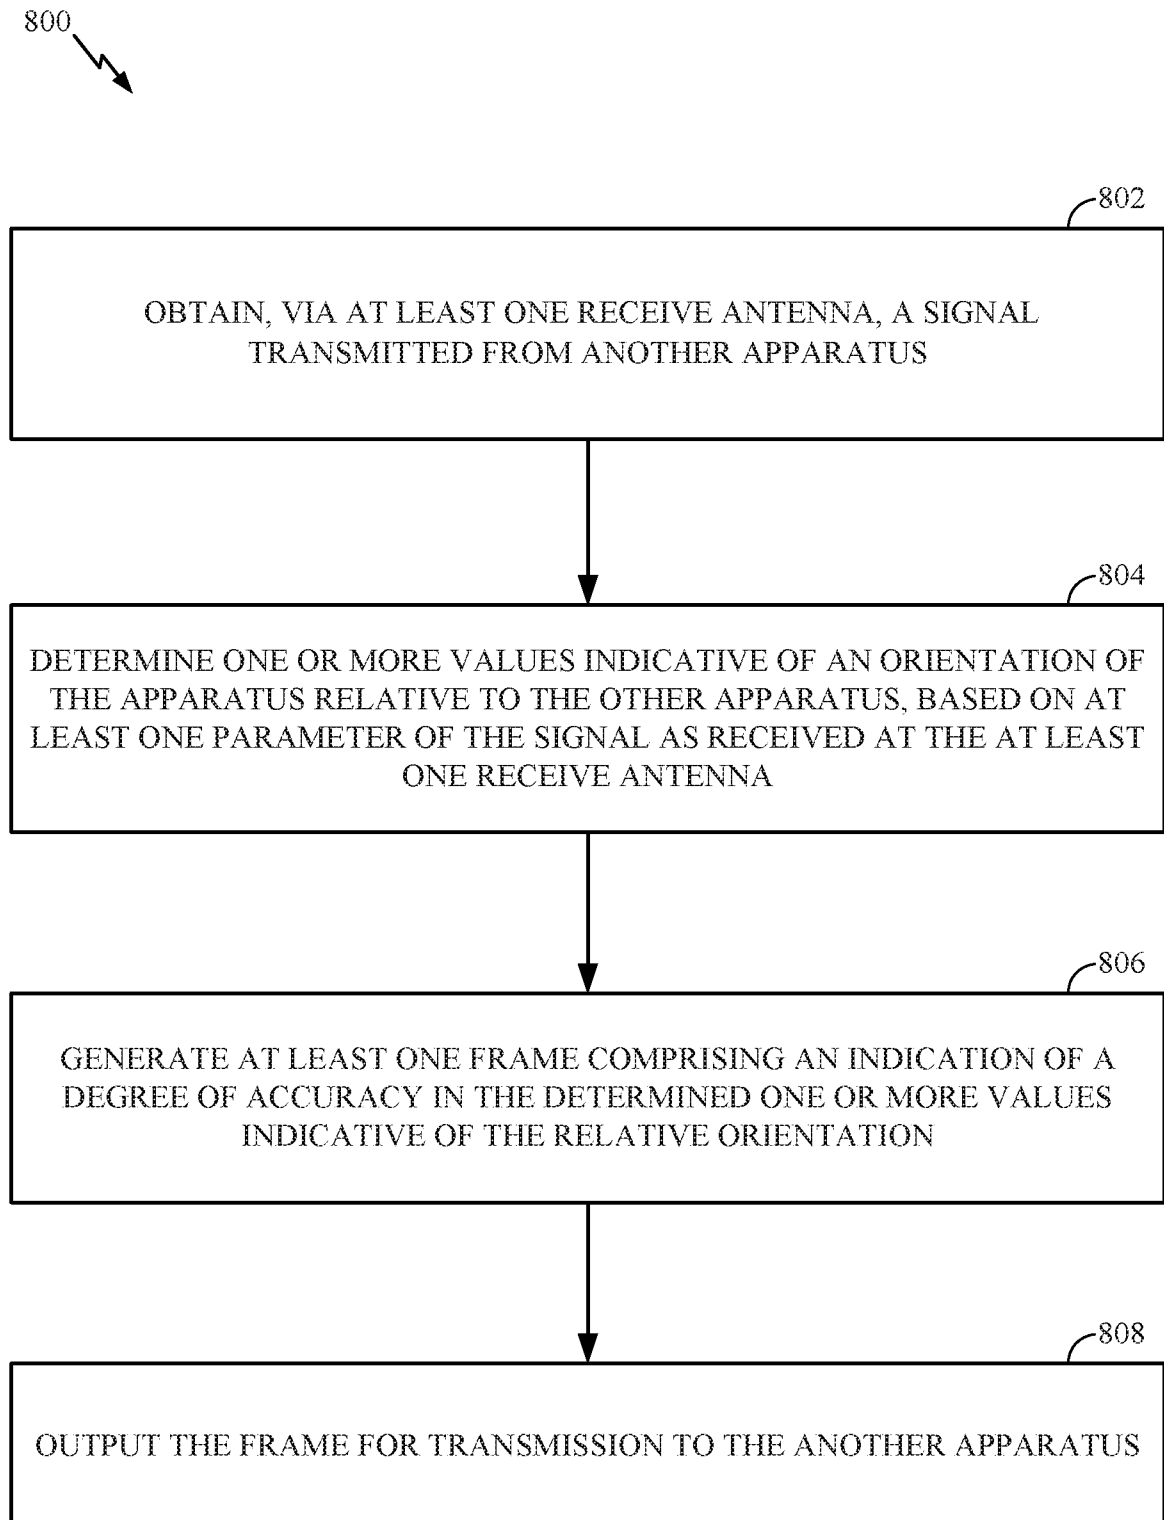 800
802
OBTAIN, VIA AT LEAST ONE RECEIVE ANTENNA, A SIGNAL
TRANSMITTED FROM ANOTHER APPARATUS
804
DETERMINE ONE OR MORE VALUES INDICATIVE OF AN ORIENTATION OF
THE APPARATUS RELATIVE TO THE OTHER APPARATUS, BASED ON AT
LEAST ONE PARAMETER OF THE SIGNAL AS RECEIVED AT THE AT LEAST
ONE RECEIVE ANTENNA
806
GENERATE AT LEAST ONE FRAME COMPRISING AN INDICATION OF A
DEGREE OF ACCURACY IN THE DETERMINED ONE OR MORE VALUES
INDICATIVE OF THE RELATIVE ORIENTATION
808
OUTPUT THE FRAME FOR TRANSMISSION TO THE ANOTHER APPARATUS